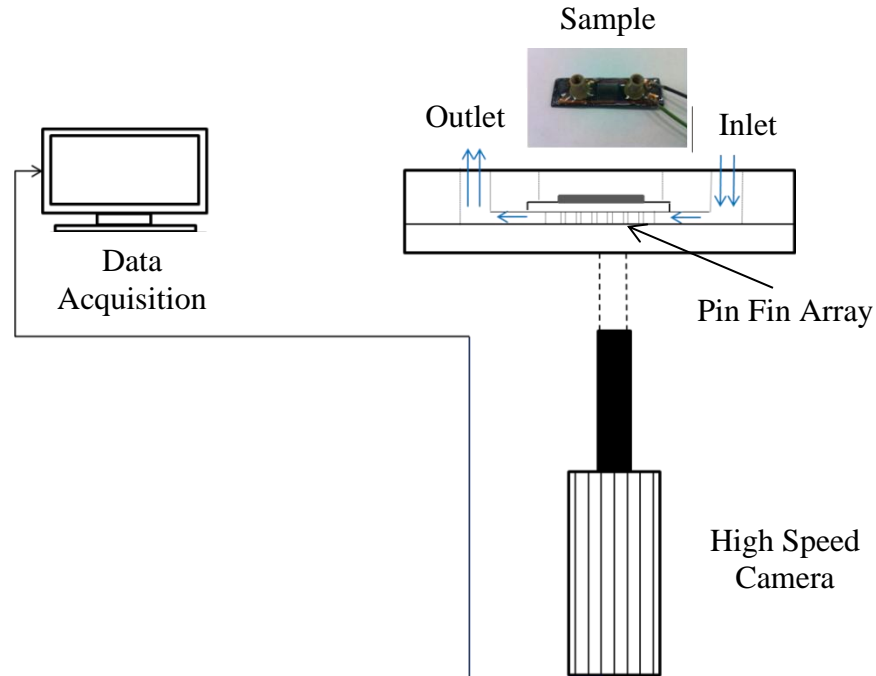 Sample
Outlet
Inlet
Data
Acquisition
Pin Fin Array
High Speed
Camera